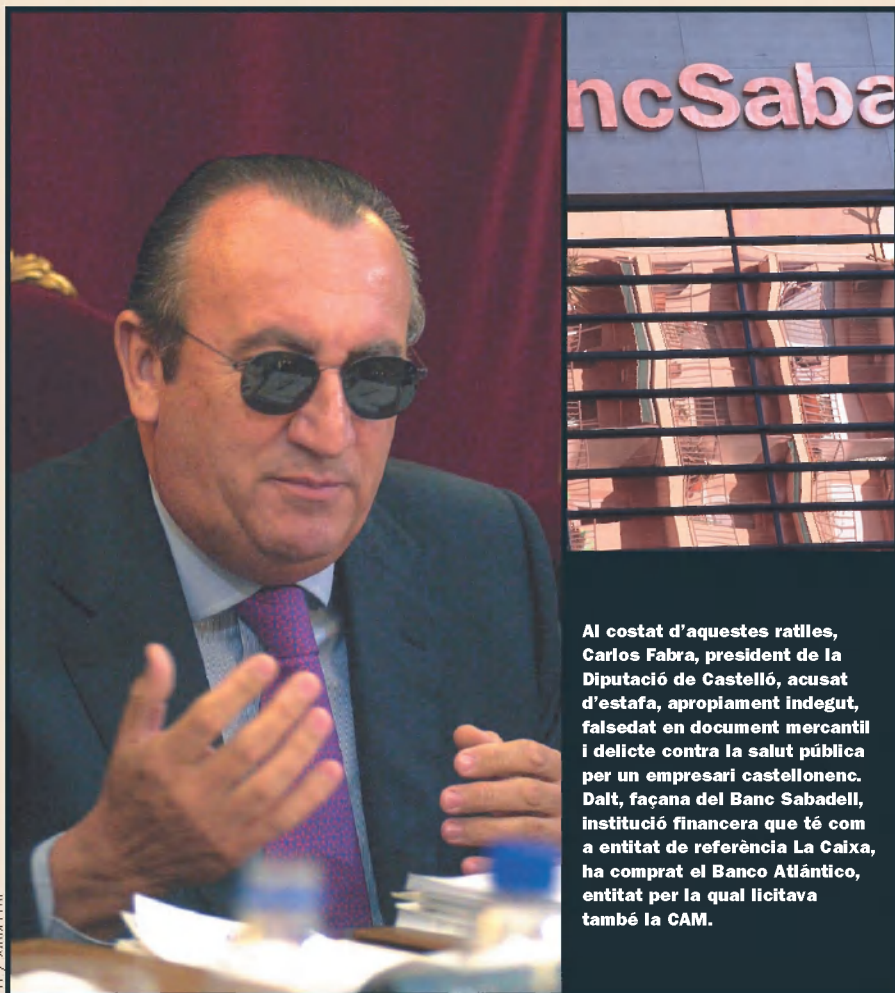 ncSaba
Al costat d'aquestes ratlles,
Carlos Fabra, president de la
Diputació de Castelló, acusat
d'estafa, apropiament indegut,
falsedat en document mercantil
i delicte contra la salut pública
per un empresari castellonenc.
Dalt, façana del Banc Sabadell,
institució financera que té com
a entitat de referència La Caixa,
ha comprat el Banco Atlántico,
entitat per la qual licitava
també la CAM.